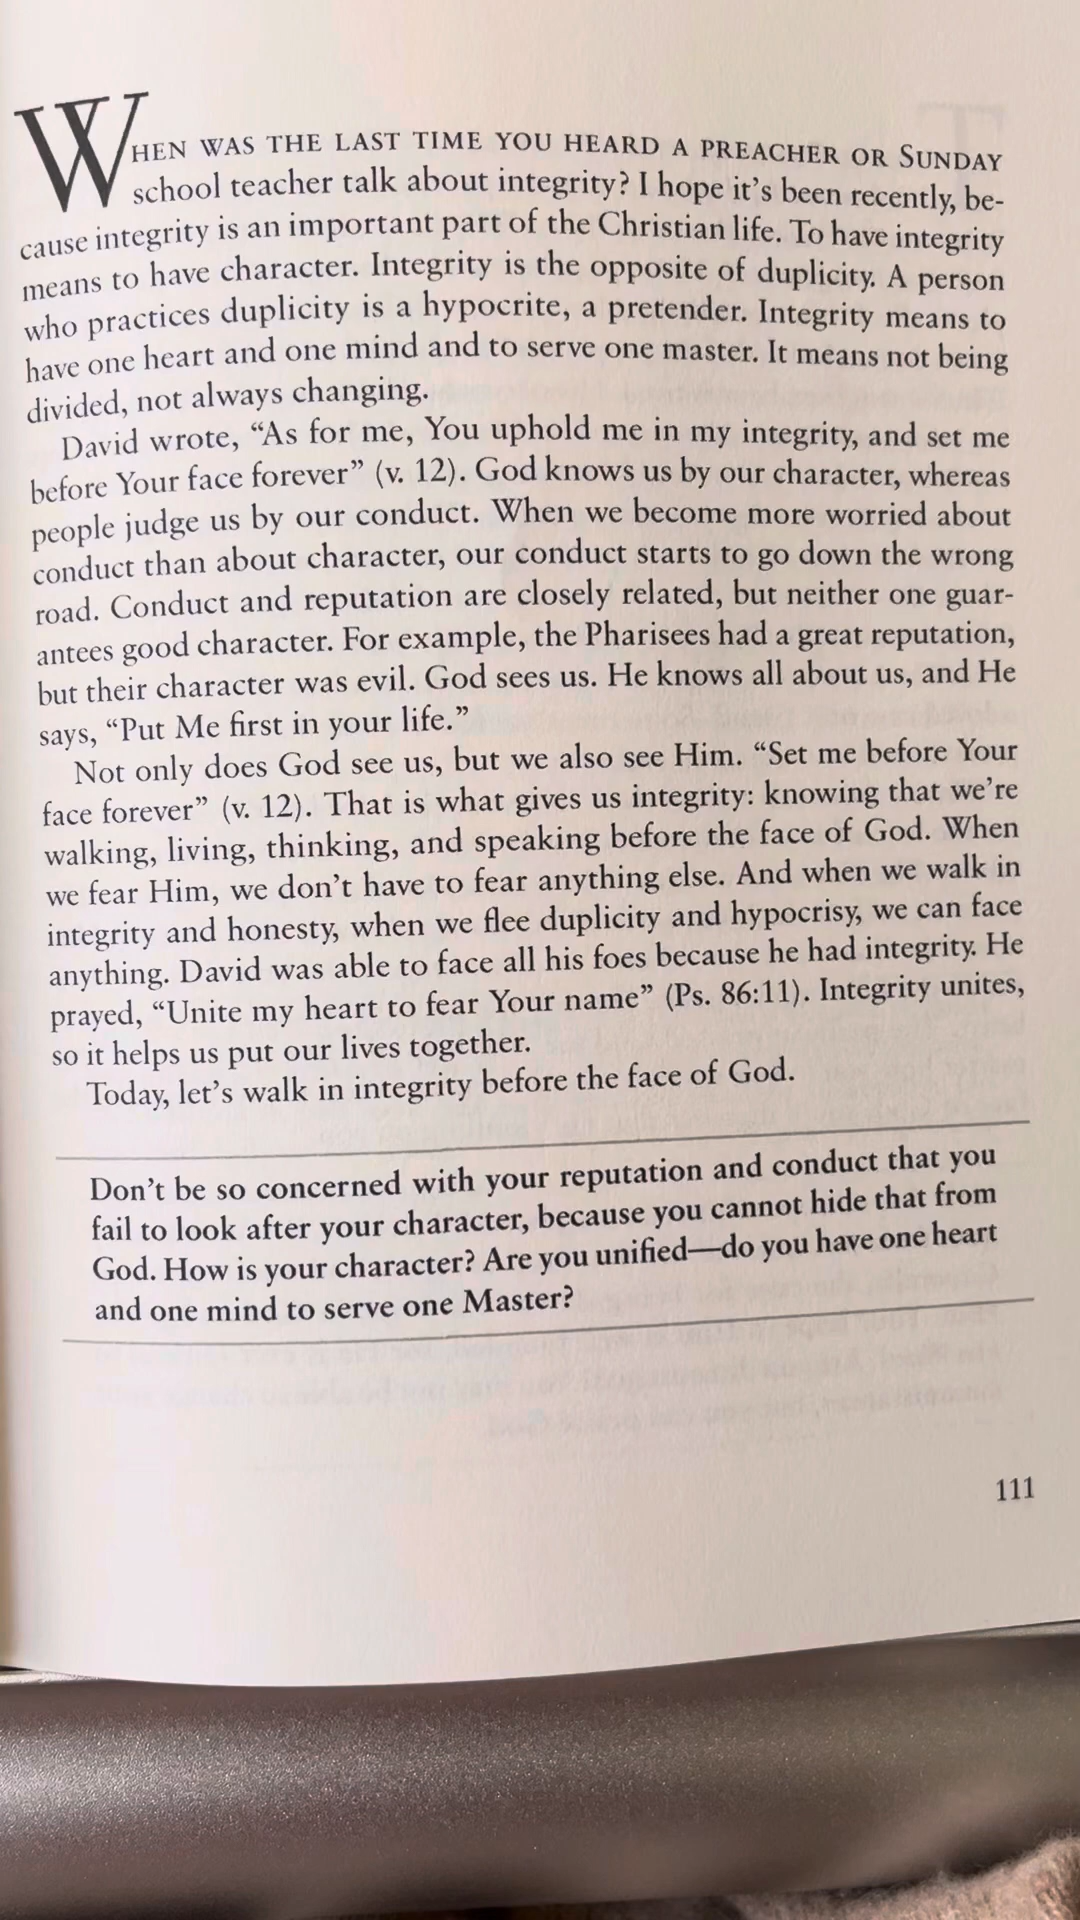 WHEN WAS THE LAST TIME YOU HEARD A PREACHER OR SUNDAY
school teacher talk about integrity? I hope it's been recently, be-
cause integrity is an important part of the Christian life. To have integrity
means to have character. Integrity is the opposite of duplicity. A person
who practices duplicity is a hypocrite, a pretender. Integrity means to
have one heart and one mind and to serve one master. It means not being
divided, not always changing.
David wrote, “As for me, You uphold me in my integrity, and set me
before Your face forever” (v. 12). God knows us by our character, whereas
people judge us by our conduct. When we become more worried about
conduct than about character, our conduct starts to go down the wrong
road. Conduct and reputation are closely related, but neither one guar-
antees good character. For example, the Pharisees had a great reputation,
but their character was evil. God sees us. He knows all about us, and He
says, “Put Me first in your life.”
Not only does God see us, but we also see Him. “Set me before Your
face forever” (v. 12). That is what gives us integrity: knowing that we're
walking, living, thinking, and speaking before the face of God. When
we fear Him, we don't have to fear anything else. And when we walk in
integrity and honesty, when we flee duplicity and hypocrisy, we can face
anything. David was able to face all his foes because he had integrity. He
prayed, “Unite my heart to fear Your name” (Ps. 86:11). Integrity unites,
so it helps us put our lives together.
Today, let's walk in integrity before the face of God.
Don't be so concerned with your reputation and conduct that you
fail to look after your character, because you cannot hide that from
God. How is your character? Are you unified—do you have one heart
and one mind to serve one Master?
111